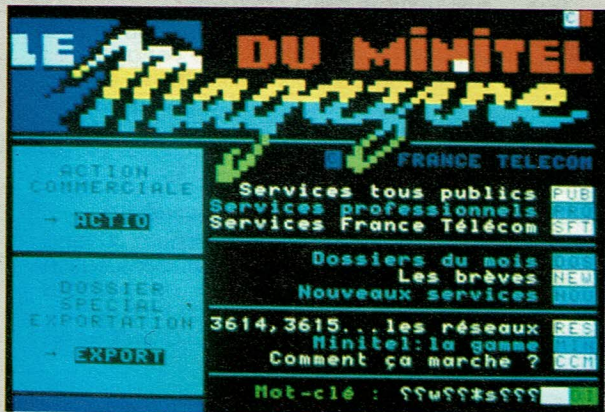 C
LE
DU MINITEL
Magazine
FRANCE TELECOM
ACTION
COMMERCIALE
→ ACTIO
Services tous publics PUB
Services professionnels PRO
Services France Télécom SFT
DOSSIER
SPECIAL
EXPORTATION
→ EXPORT
Dossiers du mois DOS
Les brèves NEW
Nouveaux services NOU
3614,3615...les réseaux RES
Minitel:la gamme
Comment ça marche ? CCM
Mot-clé :